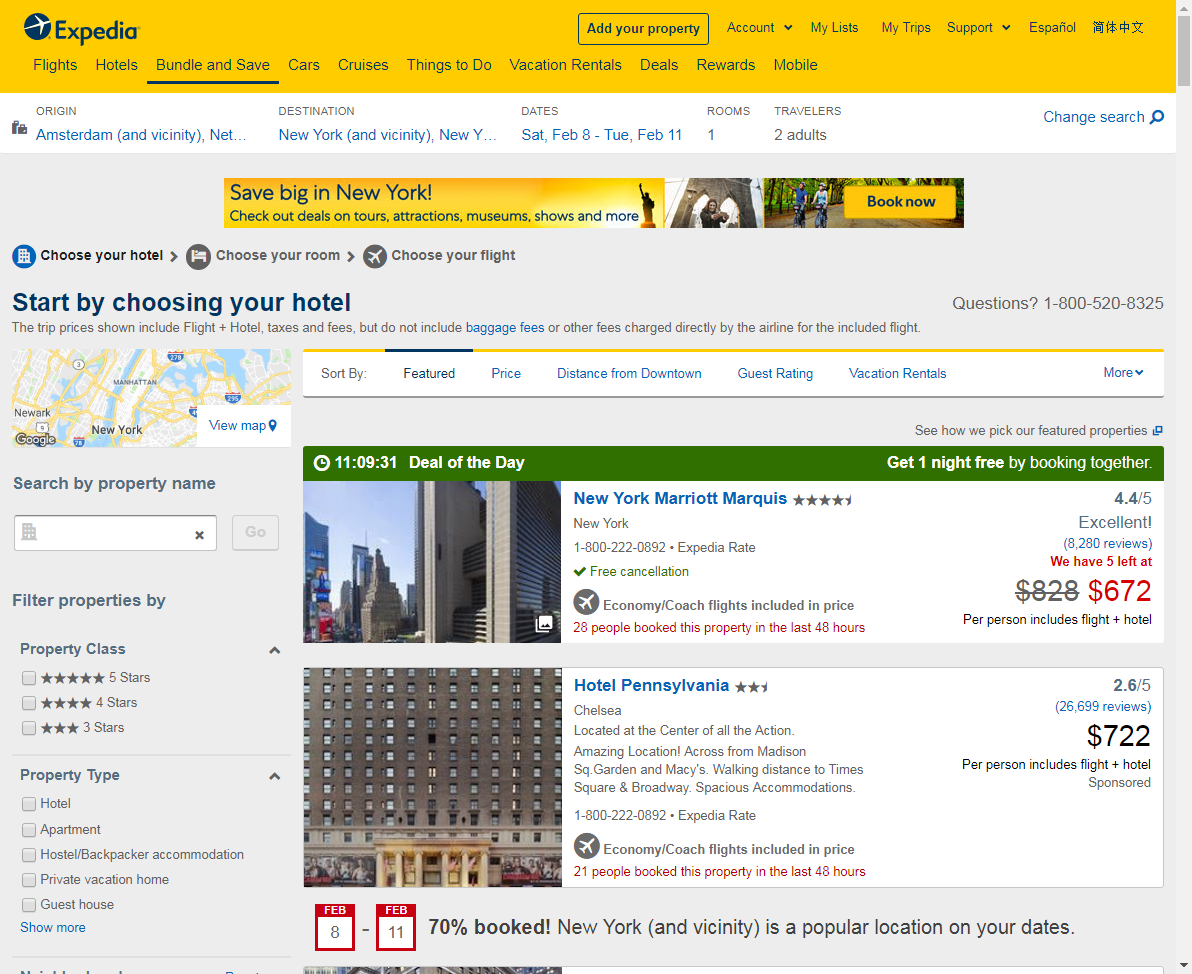 Expedia
Add your property
Account
My Lists
My Trips
Support
Español
简体中文
Flights
Hotels
Bundle and Save
Cars
Cruises
Things to Do
Vacation Rentals
Deals
Rewards
Mobile
ORIGIN
Amsterdam (and vicinity), Net...
DESTINATION
New York (and vicinity), New Y...
DATES
Sat, Feb 8 - Tue, Feb 11
ROOMS
1
TRAVELERS
2 adults
Change search
Save big in New York!
Check out deals on tours, attractions, museums, shows and more
Book now
Choose your hotel
Choose your room
Choose your flight
Start by choosing your hotel
Questions? 1-800-520-8325
The trip prices shown include Flight + Hotel, taxes and fees, but do not include baggage fees or other fees charged directly by the airline for the included flight.
278
3
MANHATTAN
295
Newark
9
New York
78
Google
View map
Sort By:
Featured
Price
Distance from Downtown
Guest Rating
Vacation Rentals
More
See how we pick our featured properties
Search by property name
Go
Filter properties by
Property Class
5 Stars
4 Stars
3 Stars
Property Type
Hotel
Apartment
Hostel/Backpacker accommodation
Private vacation home
Guest house
Show more
11:09:31 Deal of the Day
Get 1 night free by booking together.
New York Marriott Marquis
New York
1-800-222-0892 • Expedia Rate
Free cancellation
Economy/Coach flights included in price
28 people booked this property in the last 48 hours
4.4/5
Excellent!
(8,280 reviews)
We have 5 left at
$828 $672
Per person includes flight + hotel
Hotel Pennsylvania
Chelsea
Located at the Center of all the Action.
Amazing Location! Across from Madison
Sq.Garden and Macy's. Walking distance to Times
Square & Broadway. Spacious Accommodations.
1-800-222-0892 • Expedia Rate
Economy/Coach flights included in price
21 people booked this property in the last 48 hours
2.6/5
(26,699 reviews)
$722
Per person includes flight + hotel
Sponsored
FEB
8
-
FEB
11
70% booked! New York (and vicinity) is a popular location on your dates.